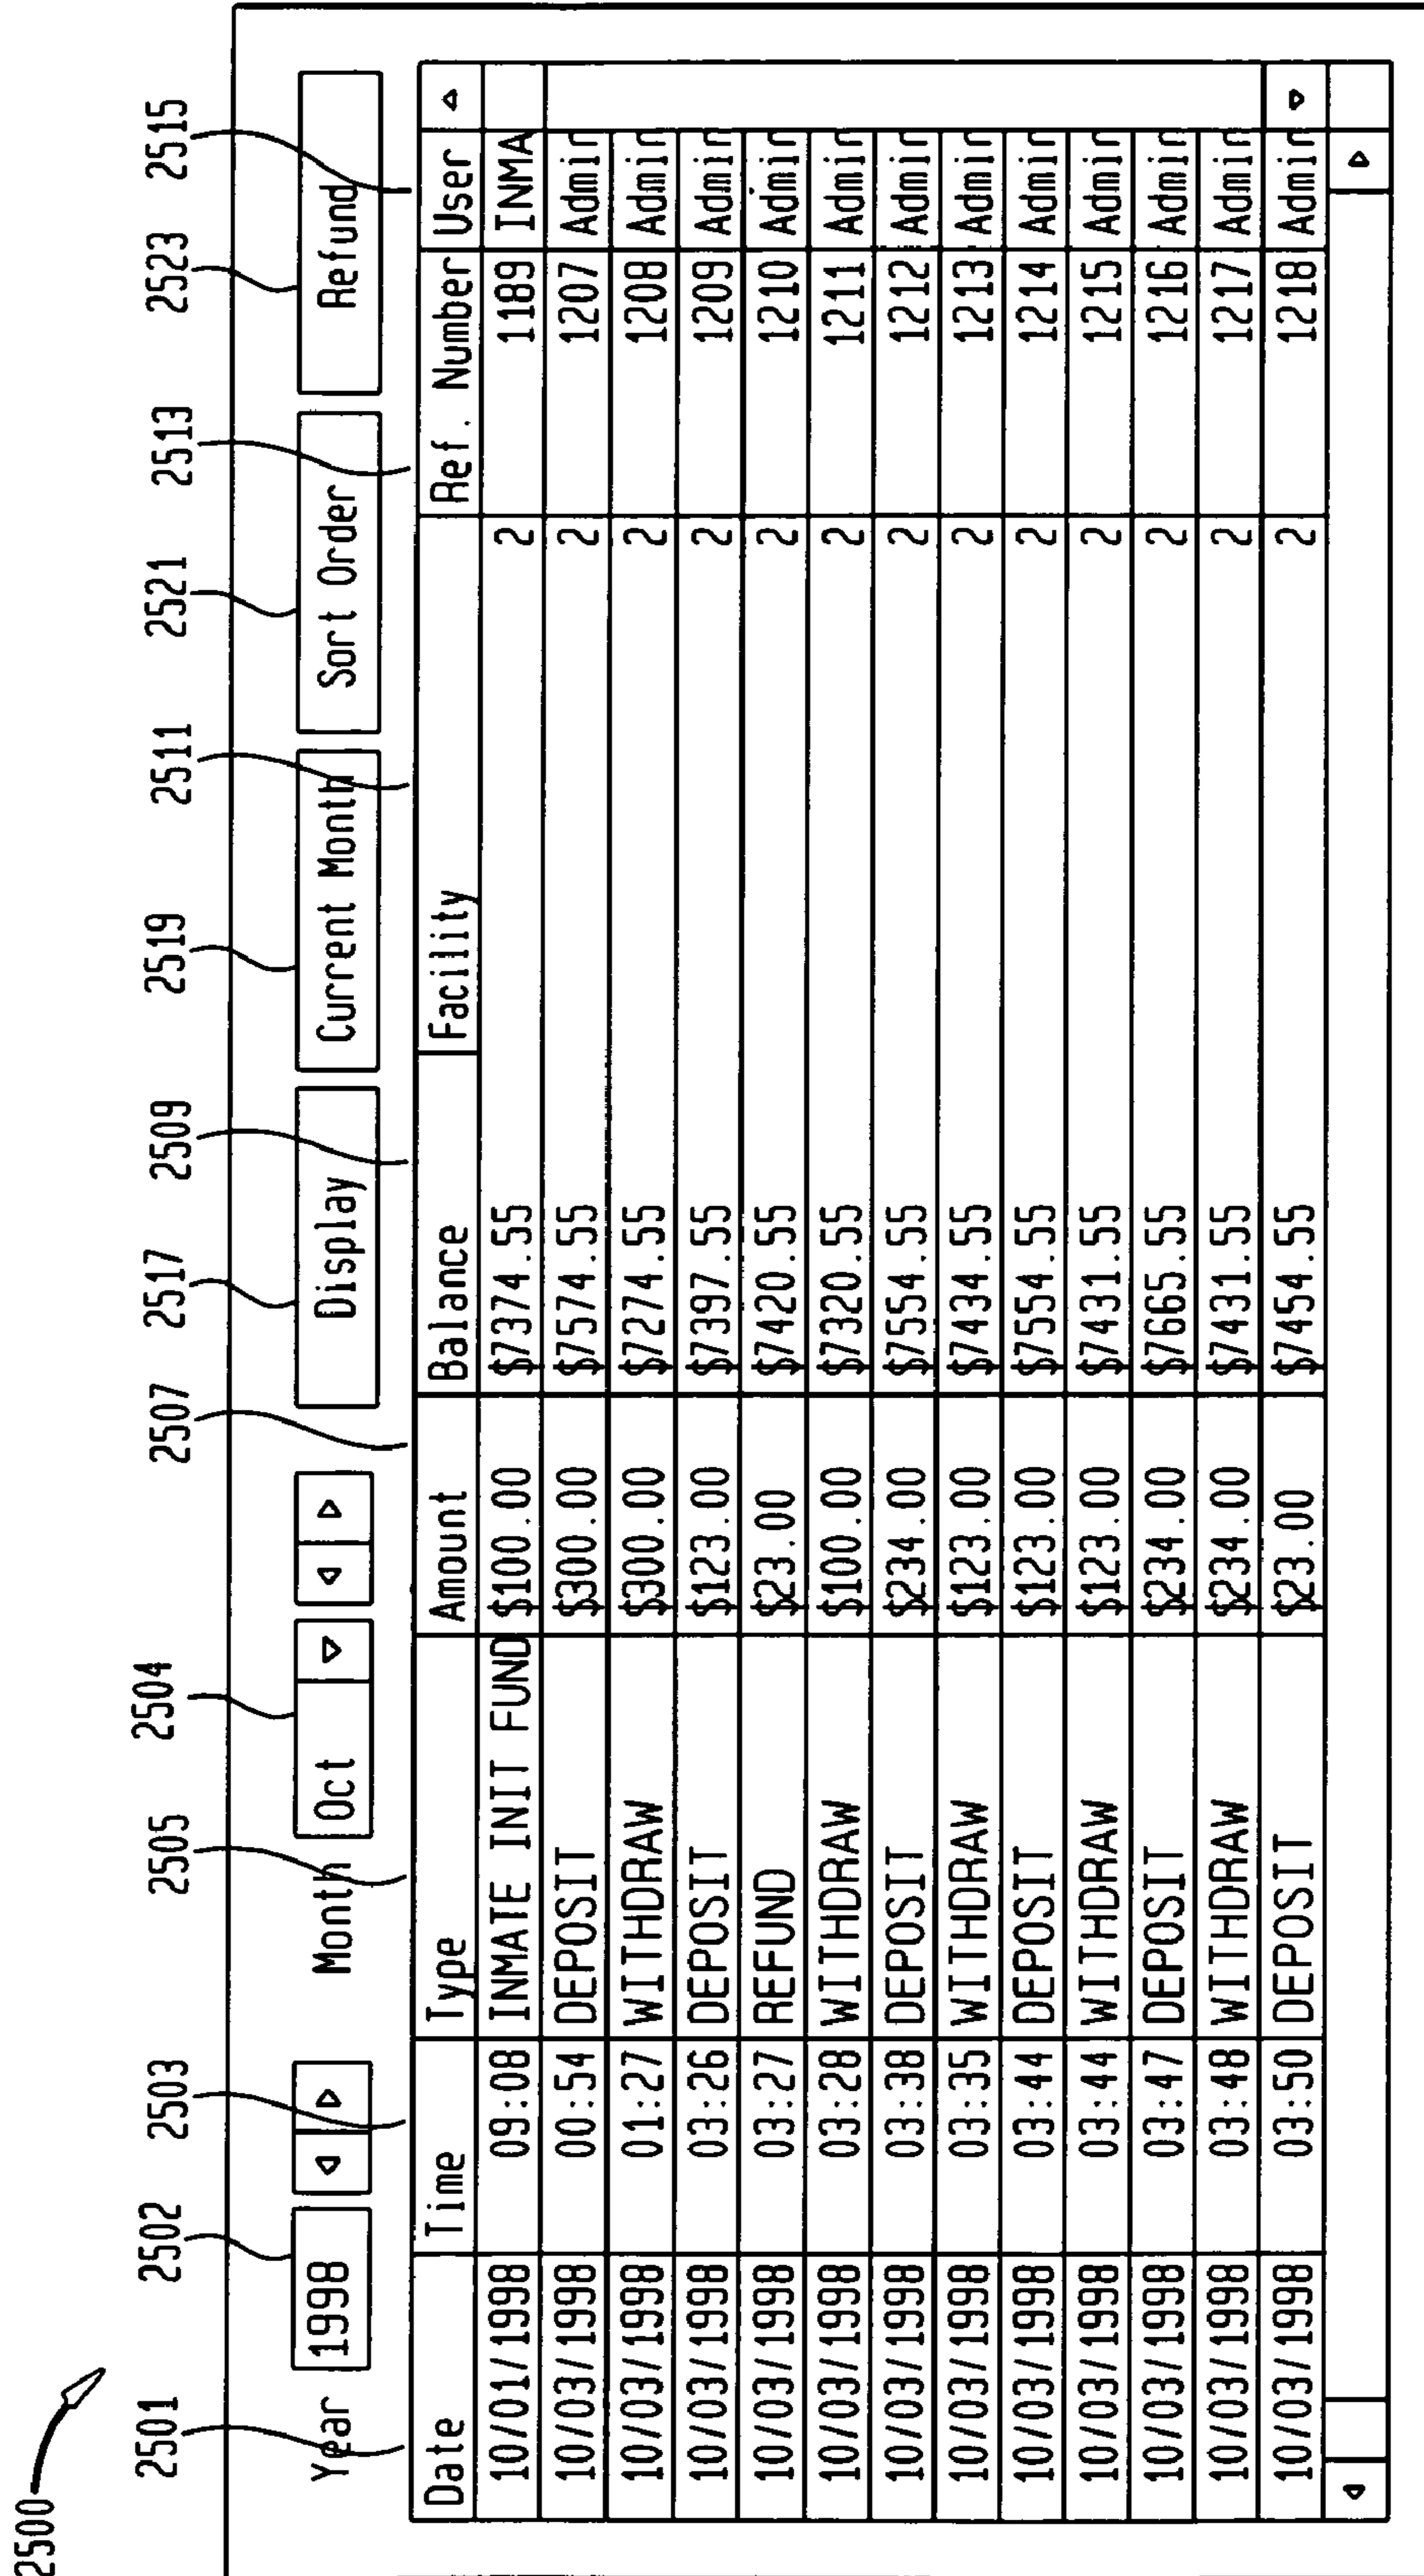 2500
2501 2502 2503 2505 2504 2507 2517 2509 2519 2511 2521 2513 2523 2515
Year 1998 Month Oct Display Current Month Sort Order Refund
Date Time Type Amount Balance Facility Ref. Number User
10/01/1998 09:08 INMATE INIT FUND $100.00 $7374.55 2 1189 INMA
10/03/1998 00:54 DEPOSIT $300.00 $7574.55 2 1207 Admin
10/03/1998 01:27 WITHDRAW $300.00 $7274.55 2 1208 Admin
10/03/1998 03:26 DEPOSIT $123.00 $7397.55 2 1209 Admin
10/03/1998 03:27 REFUND $23.00 $7420.55 2 1210 Admin
10/03/1998 03:28 WITHDRAW $100.00 $7320.55 2 1211 Admin
10/03/1998 03:38 DEPOSIT $234.00 $7554.55 2 1212 Admin
10/03/1998 03:35 WITHDRAW $123.00 $7434.55 2 1213 Admin
10/03/1998 03:44 DEPOSIT $123.00 $7554.55 2 1214 Admin
10/03/1998 03:44 WITHDRAW $123.00 $7431.55 2 1215 Admin
10/03/1998 03:47 DEPOSIT $234.00 $7665.55 2 1216 Admin
10/03/1998 03:48 WITHDRAW $234.00 $7431.55 2 1217 Admin
10/03/1998 03:50 DEPOSIT $23.00 $7454.55 2 1218 Admin